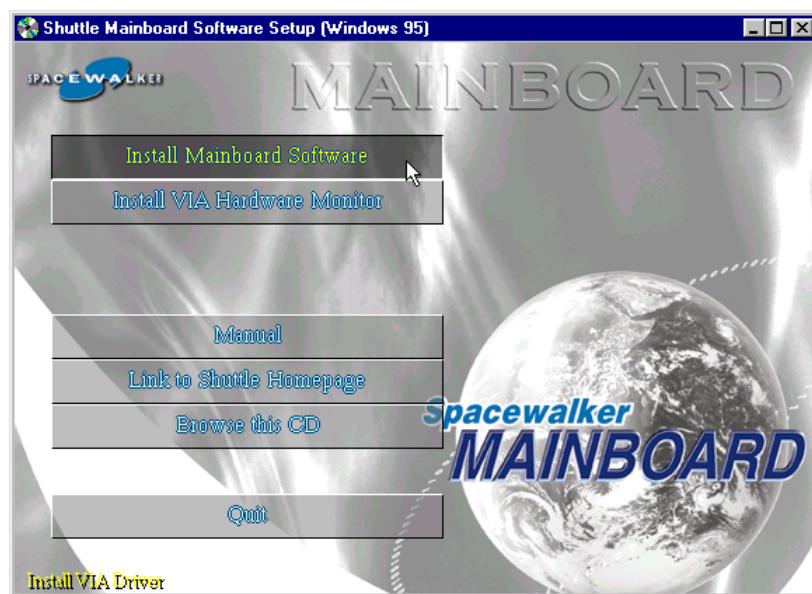 Shuttle Mainboard Software Setup (Windows 95)
SPACEWALKER
MAINBOARD
Install Mainboard Software
Install VIA Hardware Monitor
Manual
Link to Shuttle Homepage
Browse this CD
Spacewalker
MAINBOARD
Quit
Install VIA Driver